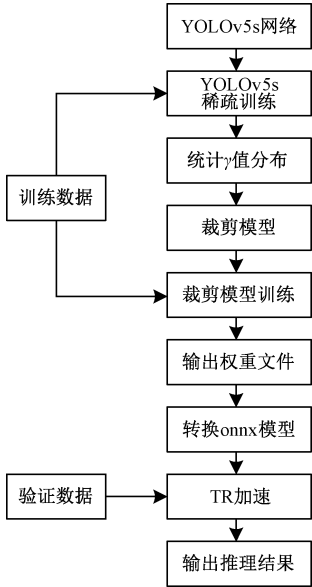 YOLOv5s网络
YOLOv5s
稀疏训练
统计γ值分布
训练数据
裁剪模型
裁剪模型训练
输出权重文件
转换onnx模型
验证数据
TR加速
输出推理结果